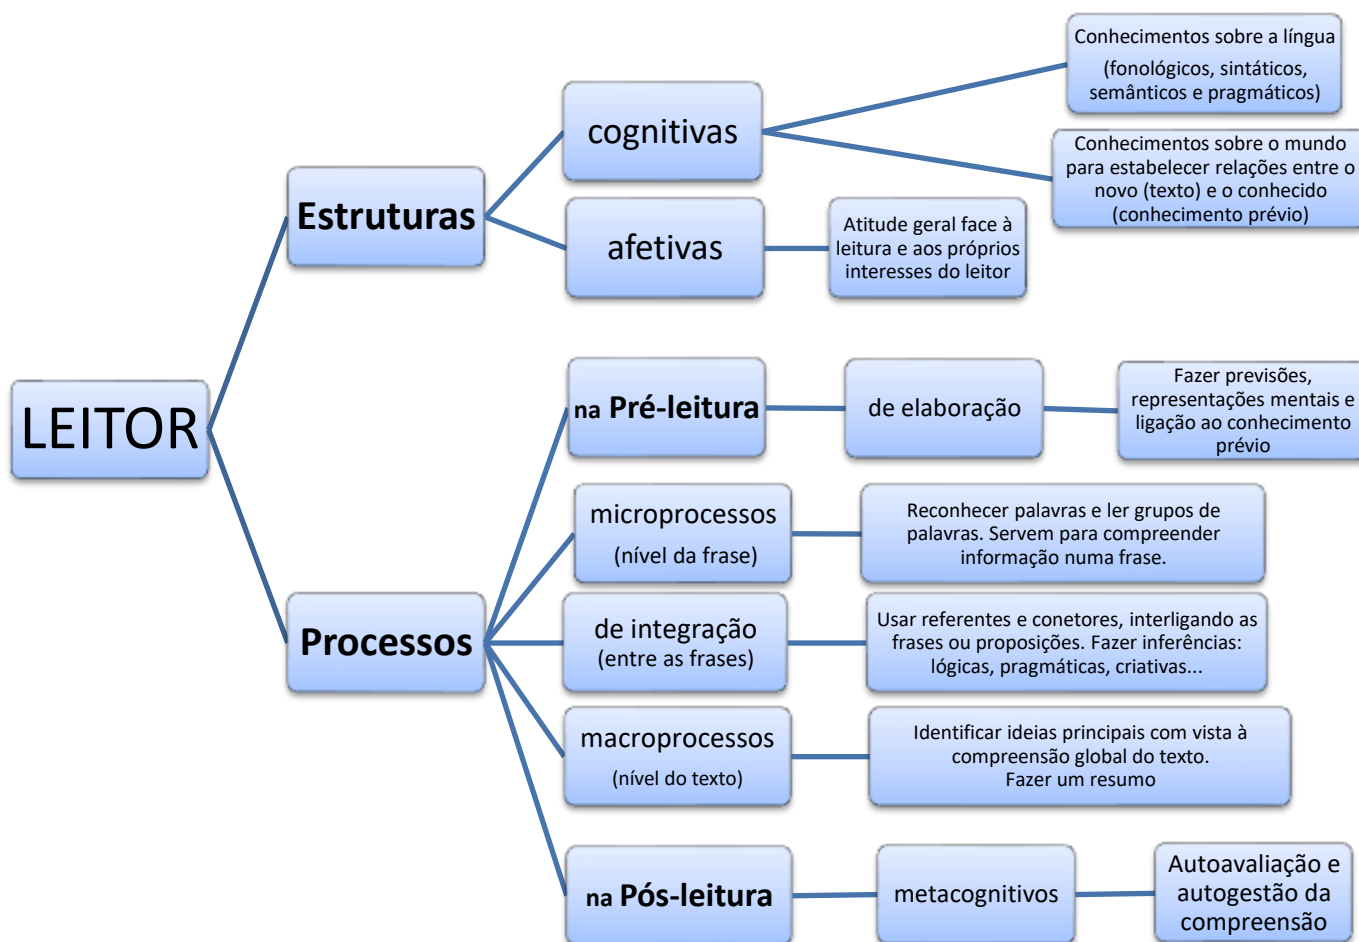 LEITOR
Estruturas
cognitivas
Conhecimentos sobre a língua
(fonológicos, sintáticos,
semânticos e pragmáticos)
Conhecimentos sobre o mundo
para estabelecer relações entre o
novo (texto) e o conhecido
(conhecimento prévio)
afetivas
Atitude geral face à
leitura e aos próprios
interesses do leitor
Processos
na Pré-leitura
de elaboração
Fazer previsões,
representações mentais e
ligação ao conhecimento
prévio
microprocessos
(nível da frase)
Reconhecer palavras e ler grupos de
palavras. Servem para compreender
informação numa frase.
de integração
(entre as frases)
Usar referentes e conetores, interligando as
frases ou proposições. Fazer inferências:
lógicas, pragmáticas, criativas...
macroprocessos
(nível do texto)
Identificar ideias principais com vista à
compreensão global do texto.
Fazer um resumo
na Pós-leitura
metacognitivos
Autoavaliação e
autogestão da
compreensão